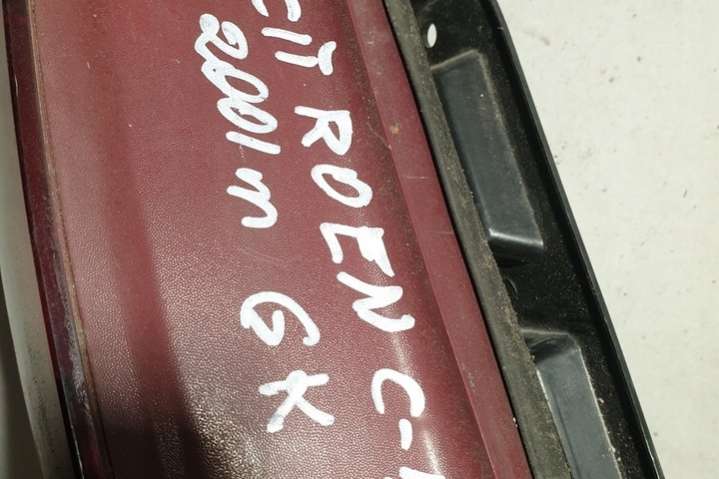 CITROEN C-
2001m GK